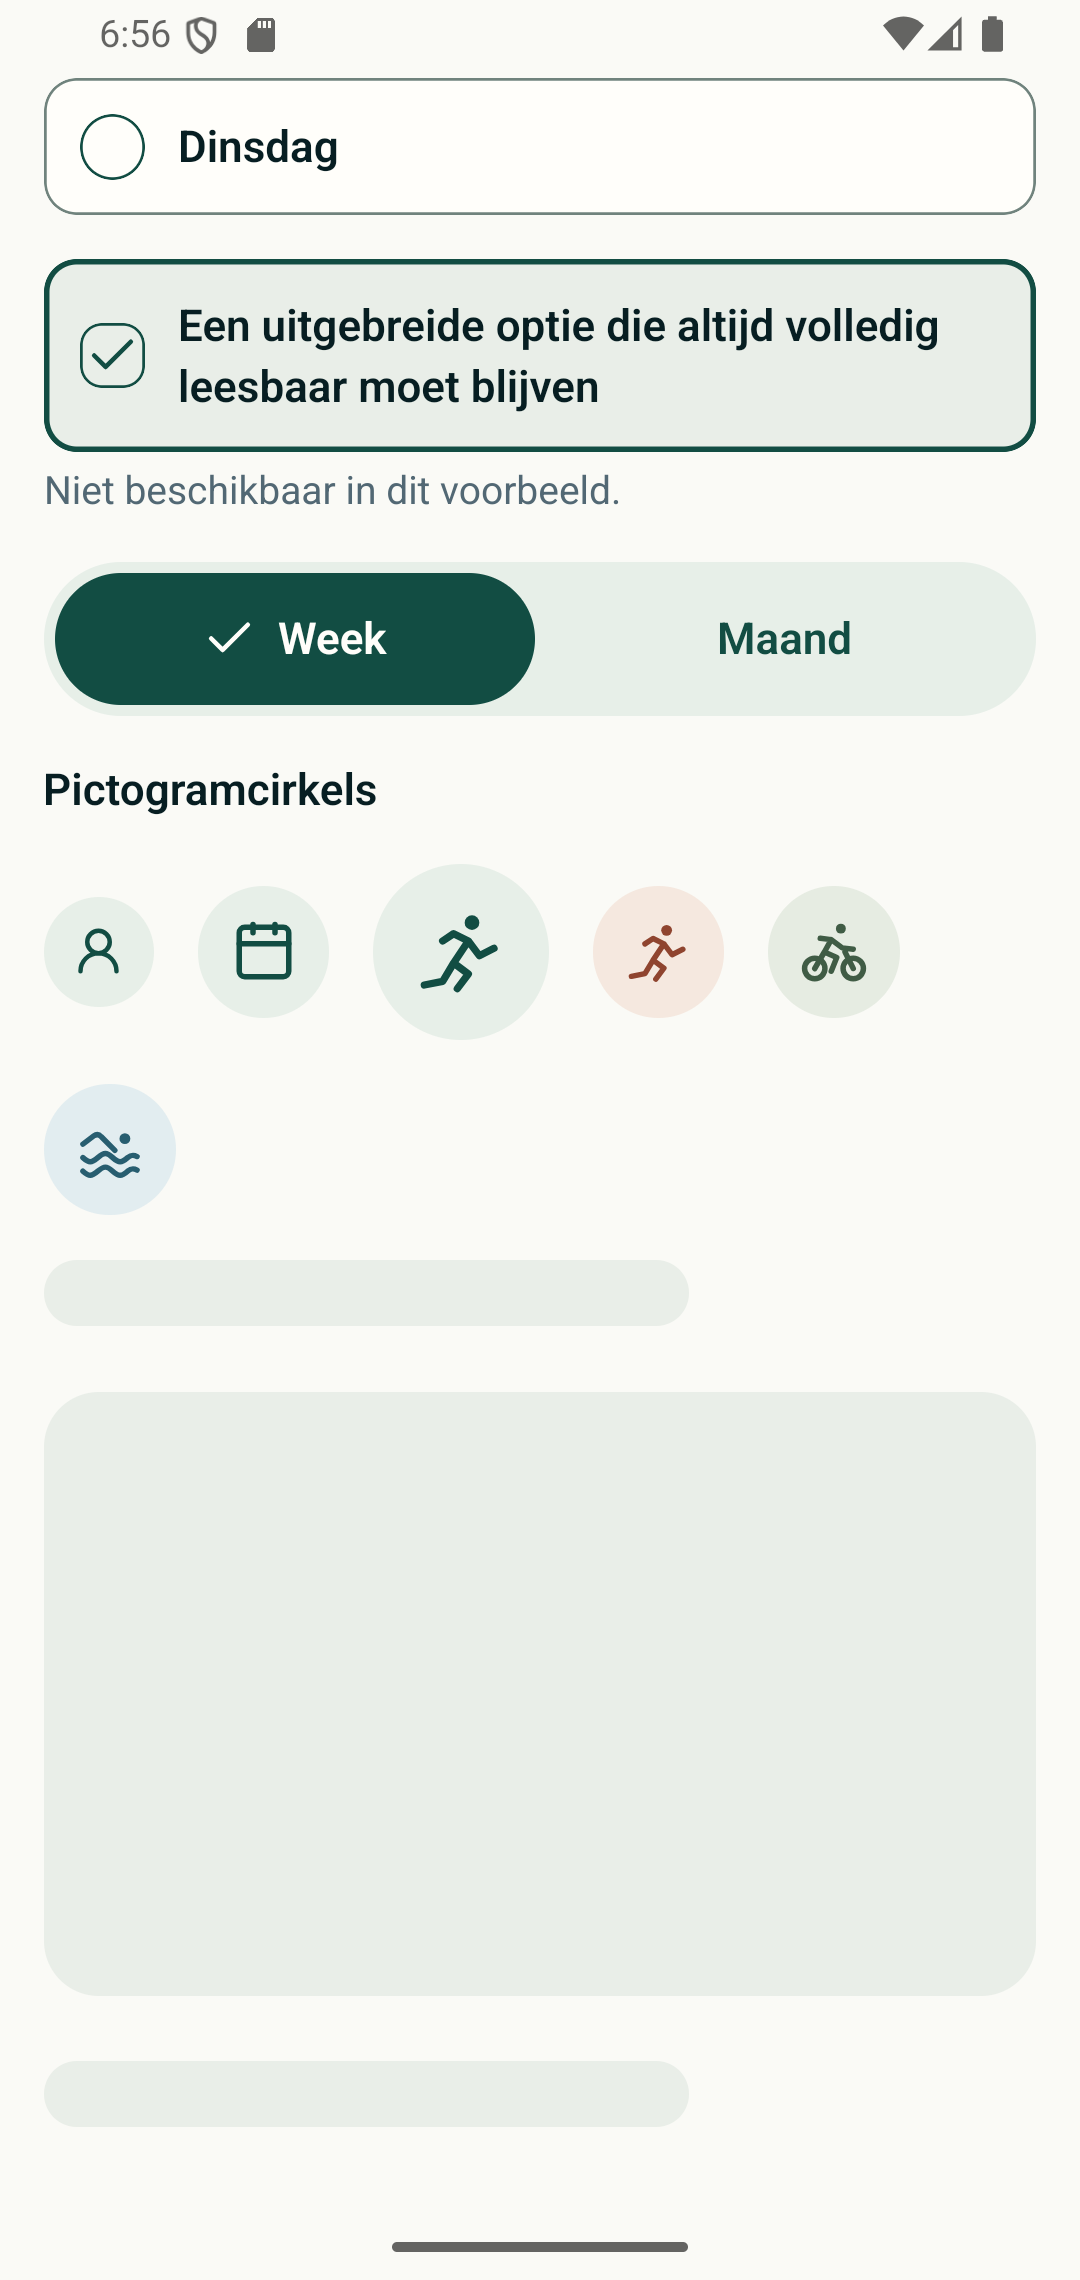 6:56
Dinsdag
Een uitgebreide optie die altijd volledig
leesbaar moet blijven
Niet beschikbaar in dit voorbeeld.
Week
Maand
Pictogramcirkels